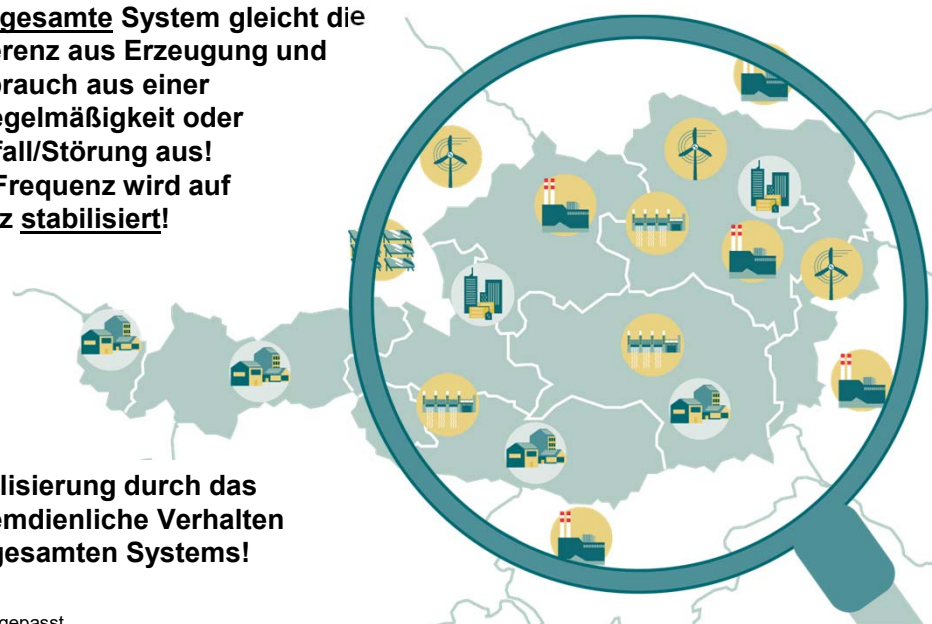 gesamte System gleicht die
erenz aus Erzeugung und
brauch aus einer
egelmäßigkeit oder
fall/Störung aus!
Frequenz wird auf
z stabilisiert!
lisierung durch das
emdienliche Verhalten
gesamten Systems!
gepasst